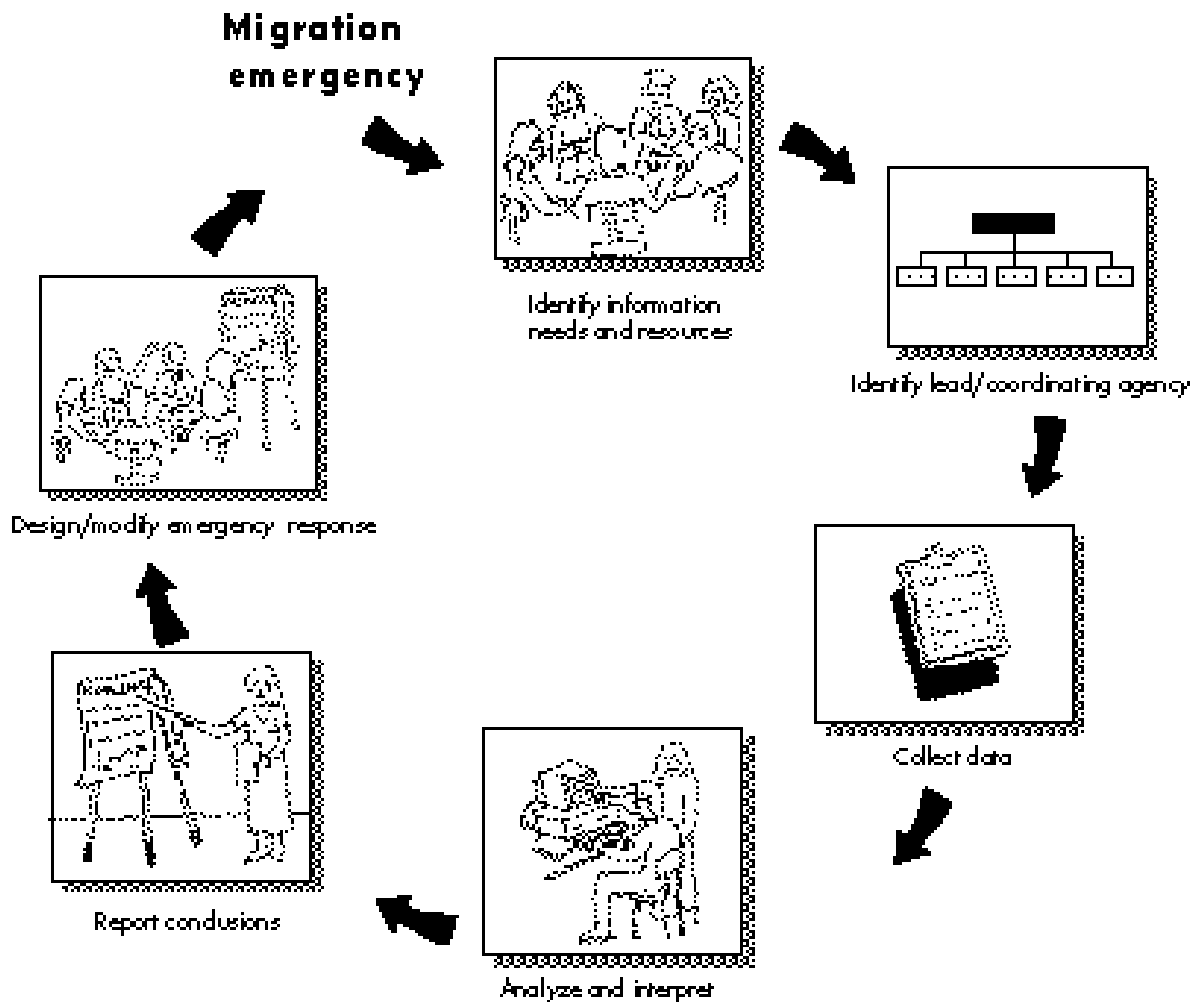 Migration
emergency
Identify information
needs and resources
Identify lead/coordinating agency
Collect data
Analyze and interpret
Report conclusions
Design/modify emergency response